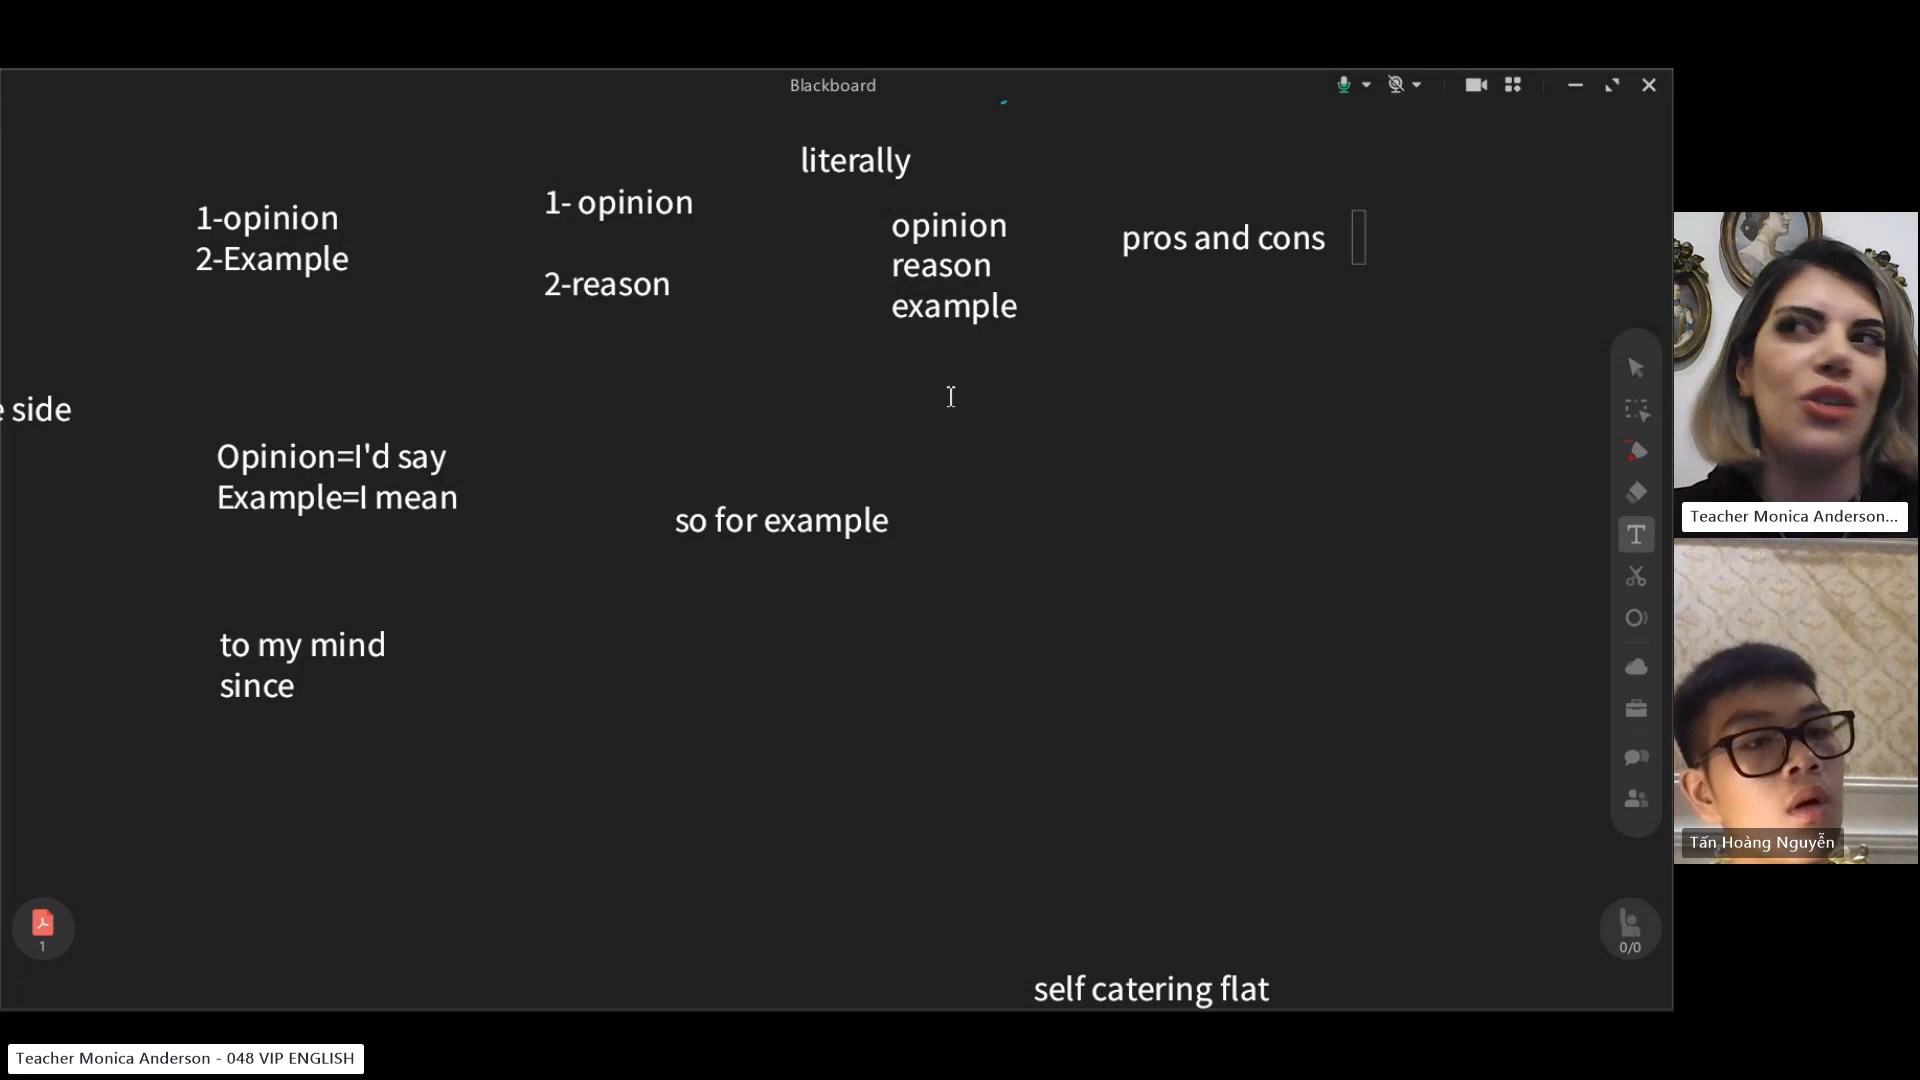 Blackboard
literally
1-opinion
2-Example
1- opinion
2-reason
opinion
reason
example
pros and cons
side
Opinion=I'd say
Example=I mean
so for example
to my mind
since
self catering flat
T
1
0/0
Teacher Monica Anderson...
Tấn Hoàng Nguyễn
Teacher Monica Anderson - 048 VIP ENGLISH